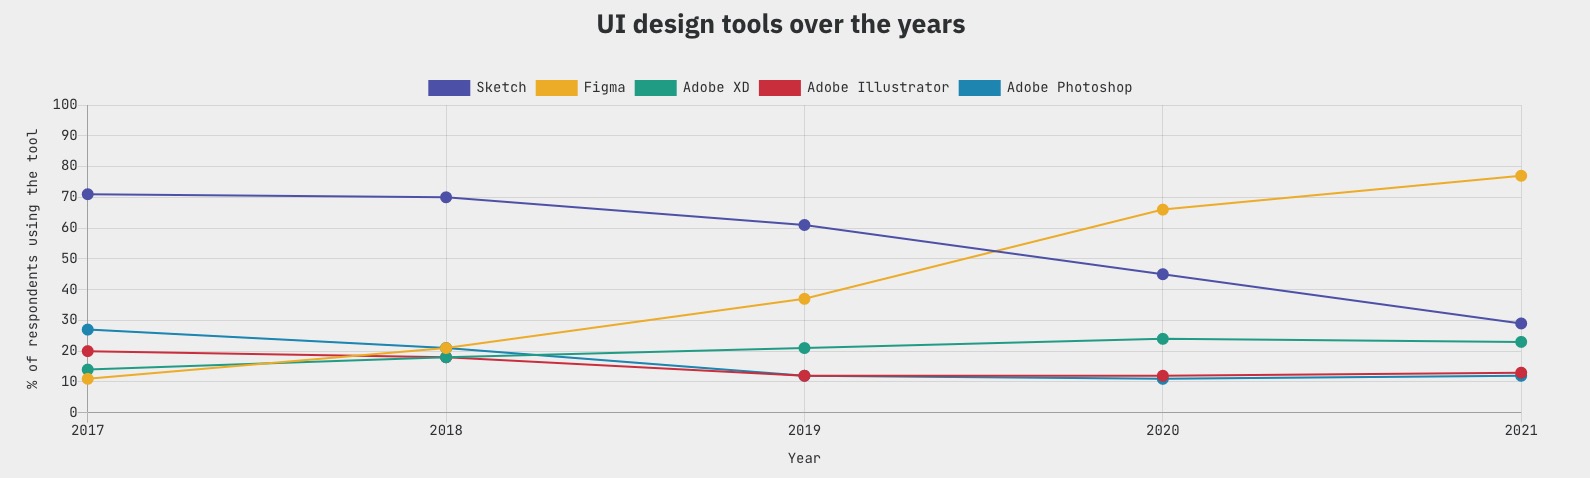 UI design tools over the years
Sketch Figma Adobe XD Adobe Illustrator Adobe Photoshop
% of respondents using the tool
100
90
80
70
60
50
40
30
20
10
0
2017 2018 2019 2020 2021
Year